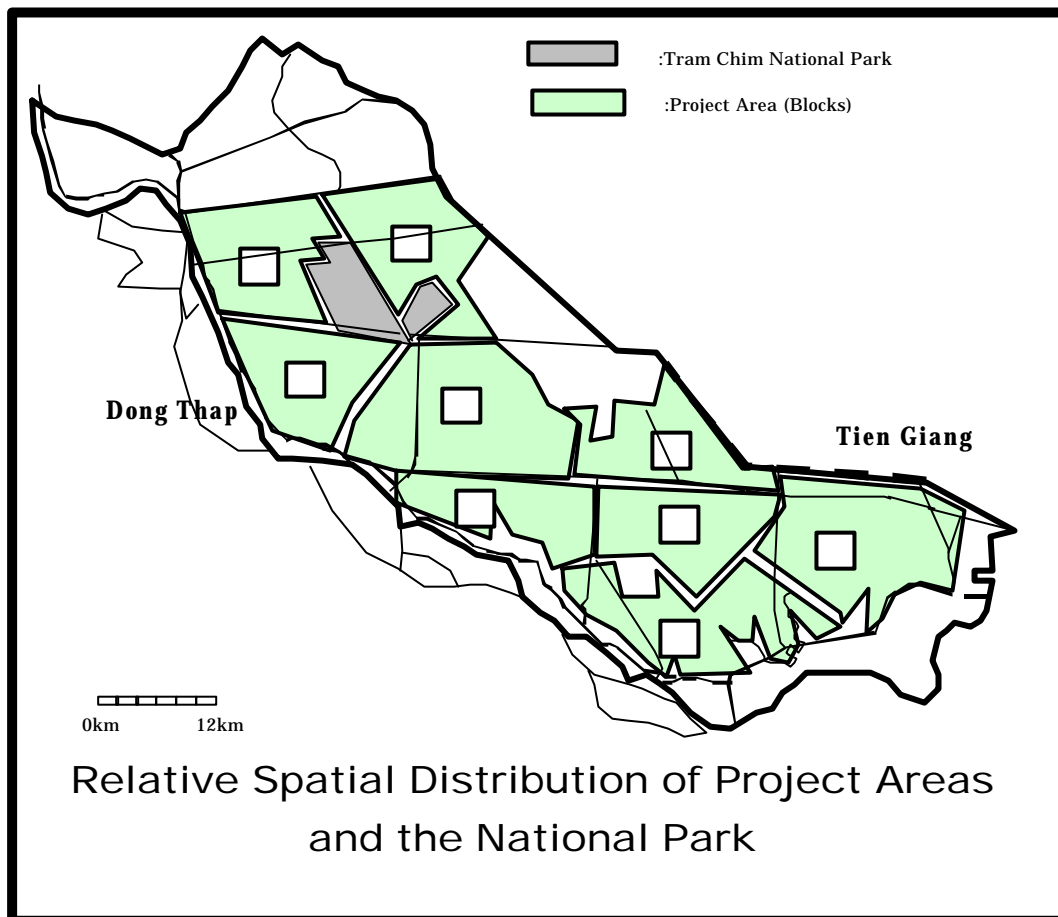 :Tram Chim National Park
:Project Area (Blocks)
Dong Thap
Tien Giang
0km 12km
Relative Spatial Distribution of Project Areas
and the National Park